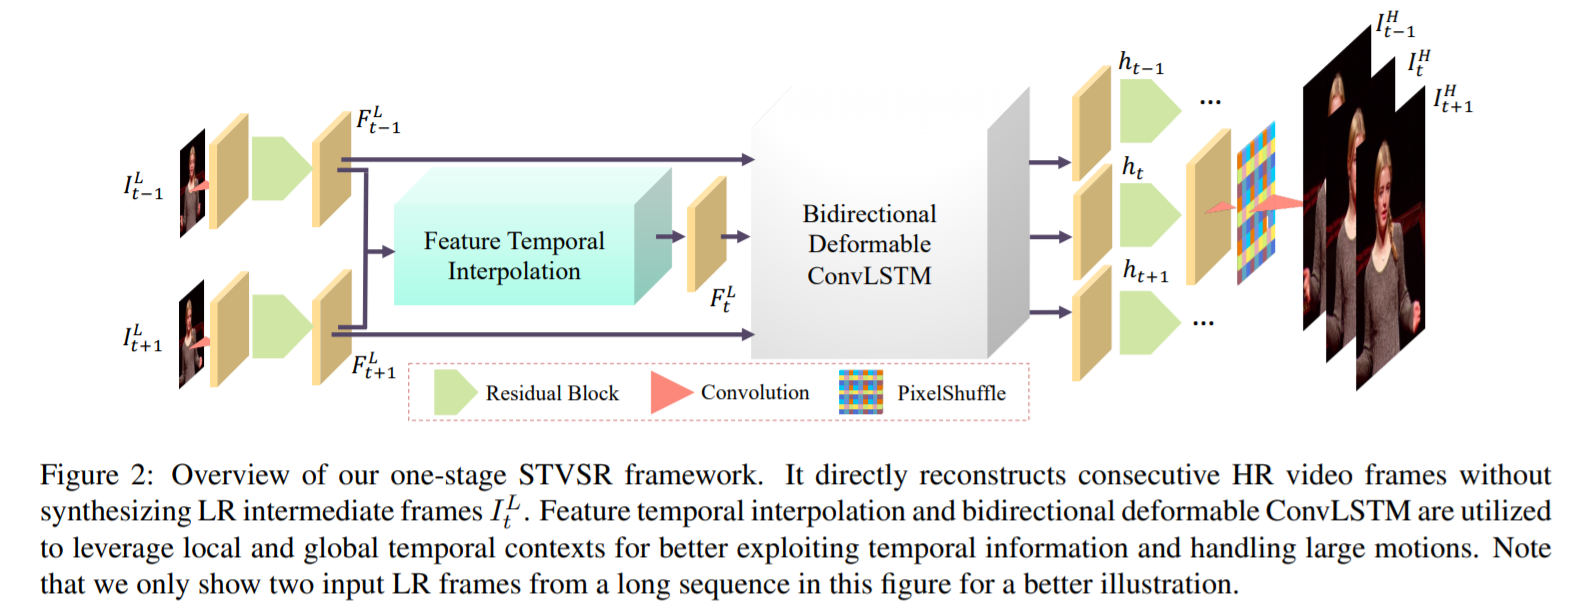 I^H_{t−1}
I^H_t
I^H_{t+1}
h_{t−1}
...
F^L_{t−1}
I^L_{t−1}
h_t
Feature Temporal
Interpolation
Bidirectional
Deformable
ConvLSTM
F^L_t
h_{t+1}
...
I^L_{t+1}
F^L_{t+1}
Residual Block
Convolution
PixelShuffle
Figure 2: Overview of our one-stage STVSR framework. It directly reconstructs consecutive HR video frames without
synthesizing LR intermediate frames I^L_t. Feature temporal interpolation and bidirectional deformable ConvLSTM are utilized
to leverage local and global temporal contexts for better exploiting temporal information and handling large motions. Note
that we only show two input LR frames from a long sequence in this figure for a better illustration.